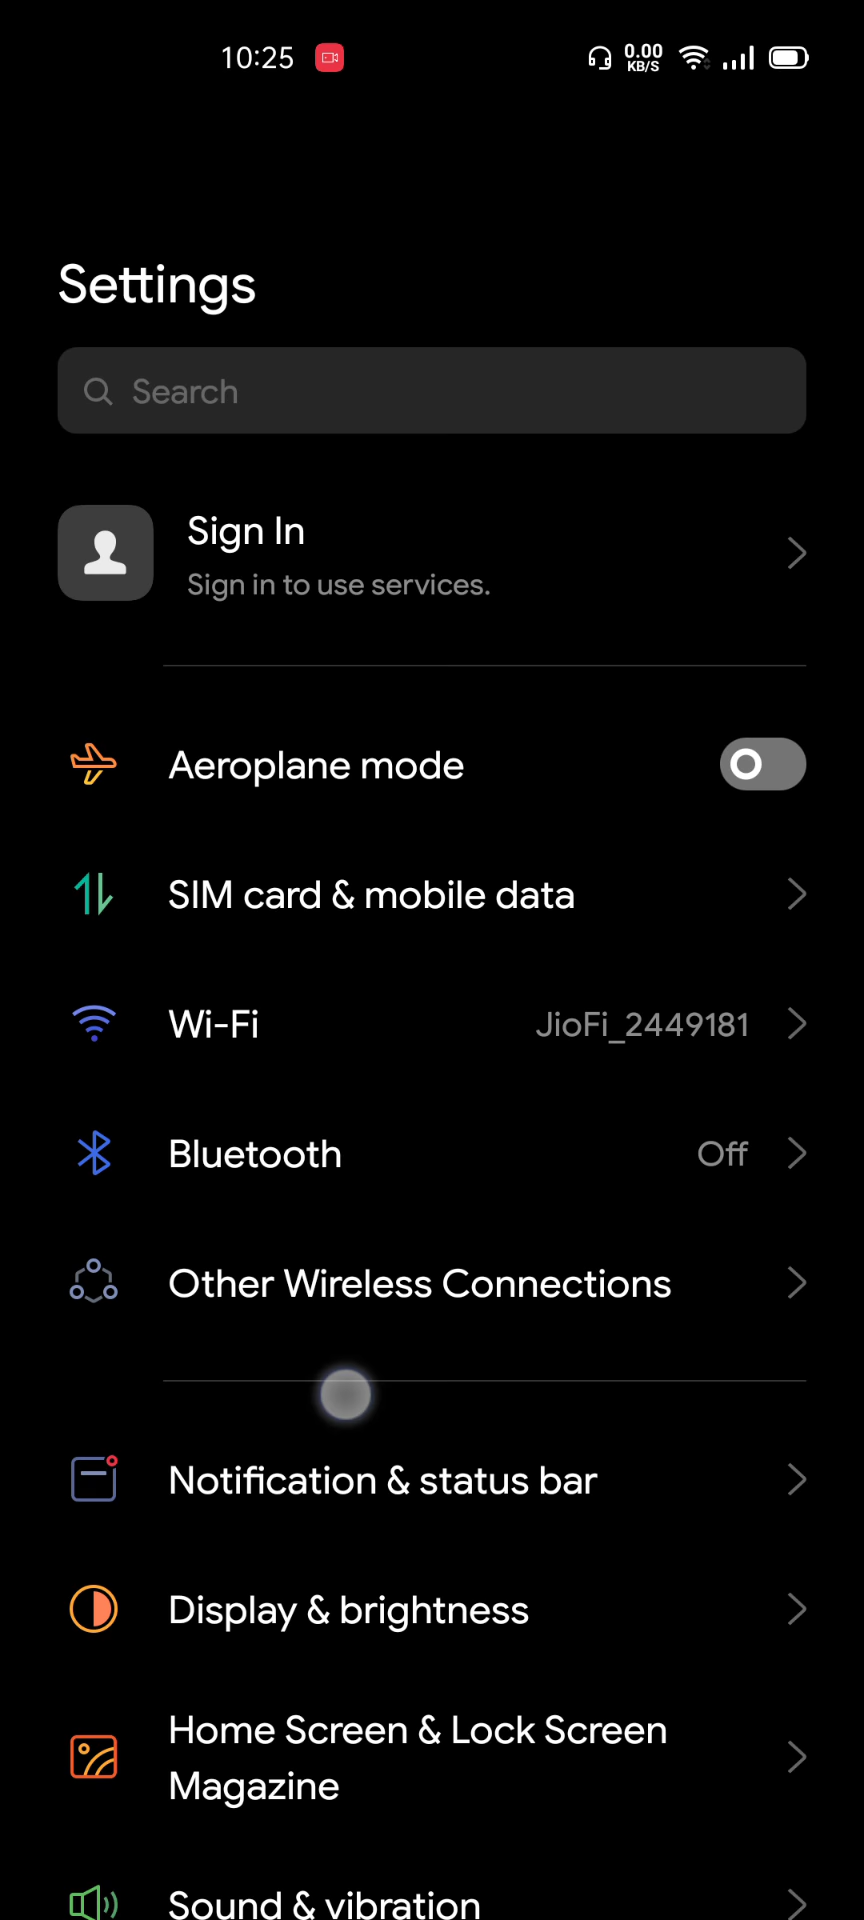 10:25
0.00
KB/S
Settings
Search
Sign In
Sign in to use services.
Aeroplane mode
SIM card & mobile data
Wi-Fi JioFi_2449181
Bluetooth Off
Other Wireless Connections
Notification & status bar
Display & brightness
Home Screen & Lock Screen
Magazine
Sound & vibration